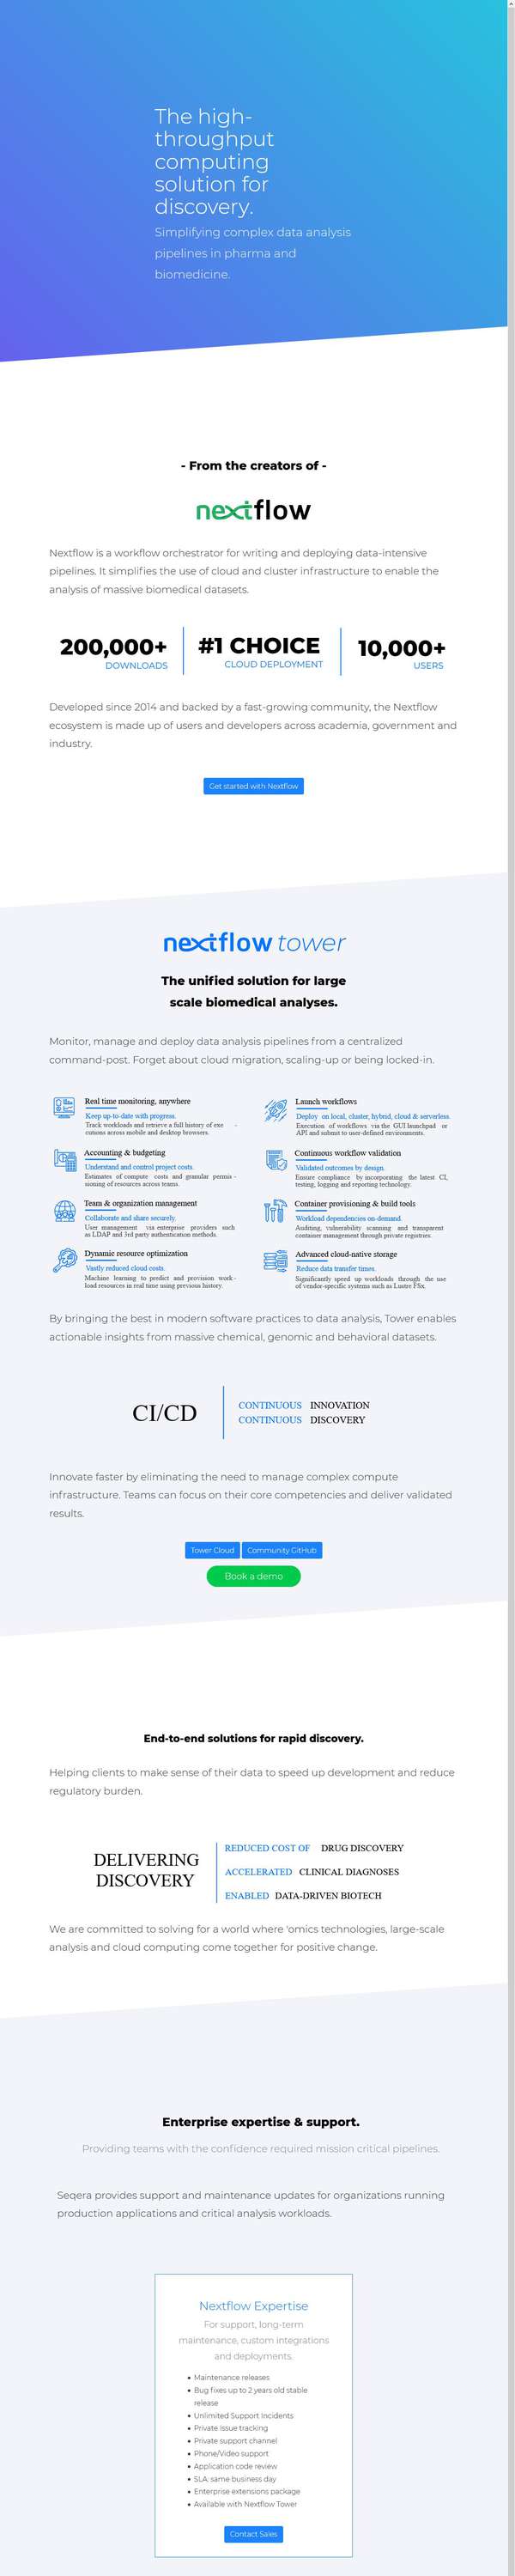 The high-
throughput
computing
solution for
discovery.
Simplifying complex data analysis
pipelines in pharma and
biomedicine.
- From the creators of -
nextflow
Nextflow is a workflow orchestrator for writing and deploying data-intensive
pipelines. It simplifies the use of cloud and cluster infrastructure to enable the
analysis of massive biomedical datasets.
200,000+
DOWNLOADS
#1 CHOICE
CLOUD DEPLOYMENT
10,000+
USERS
Developed since 2014 and backed by a fast-growing community, the Nextflow
ecosystem is made up of users and developers across academia, government and
industry.
Get started with Nextflow
nextflow tower
The unified solution for large
scale biomedical analyses.
Monitor, manage and deploy data analysis pipelines from a centralized
command-post. Forget about cloud migration, scaling-up or being locked-in.
Real time monitoring, anywhere
Keep up-to-date with progress.
Track workloads and retrieve a full history of exe -
cutions across mobile and desktop browsers.
Launch workflows
Deploy on local, cluster, hybrid, cloud & serverless.
Execution of workflows via the GUI launchpad or
API and submit to user-defined environments.
Accounting & budgeting
Understand and control project costs.
Estimates of compute costs and granular permis -
sioning of resources across teams.
Continuous workflow validation
Validated outcomes by design.
Ensure compliance by incorporating the latest CI,
testing, logging and reporting technology.
Team & organization management
Collaborate and share securely.
User management via enterprise providers such
as LDAP and 3rd party authentication methods.
Container provisioning & build tools
Workload dependencies on-demand.
Auditing, vulnerability scanning and transparent
container management through private registries.
Dynamic resource optimization
Vastly reduced cloud costs.
Machine learning to predict and provision work -
load resources in real time using previous history.
Advanced cloud-native storage
Reduce data transfer times.
Significantly speed up workloads through the use
of vendor-specific systems such as Lustre FSx.
By bringing the best in modern software practices to data analysis, Tower enables
actionable insights from massive chemical, genomic and behavioral datasets.
CI/CD
CONTINUOUS INNOVATION
CONTINUOUS DISCOVERY
Innovate faster by eliminating the need to manage complex compute
infrastructure. Teams can focus on their core competencies and deliver validated
results.
Tower Cloud
Community GitHub
Book a demo
End-to-end solutions for rapid discovery.
Helping clients to make sense of their data to speed up development and reduce
regulatory burden.
DELIVERING
DISCOVERY
REDUCED COST OF DRUG DISCOVERY
ACCELERATED CLINICAL DIAGNOSES
ENABLED DATA-DRIVEN BIOTECH
We are committed to solving for a world where 'omics technologies, large-scale
analysis and cloud computing come together for positive change.
Enterprise expertise & support.
Providing teams with the confidence required mission critical pipelines.
Seqera provides support and maintenance updates for organizations running
production applications and critical analysis workloads.
Nextflow Expertise
For support, long-term
maintenance, custom integrations
and deployments.
• Maintenance releases
• Bug fixes up to 2 years old stable
release
• Unlimited Support Incidents
• Private Issue tracking
• Private support channel
• Phone/Video support
• Application code review
• SLA: same business day
• Enterprise extensions package
• Available with Nextflow Tower
Contact Sales